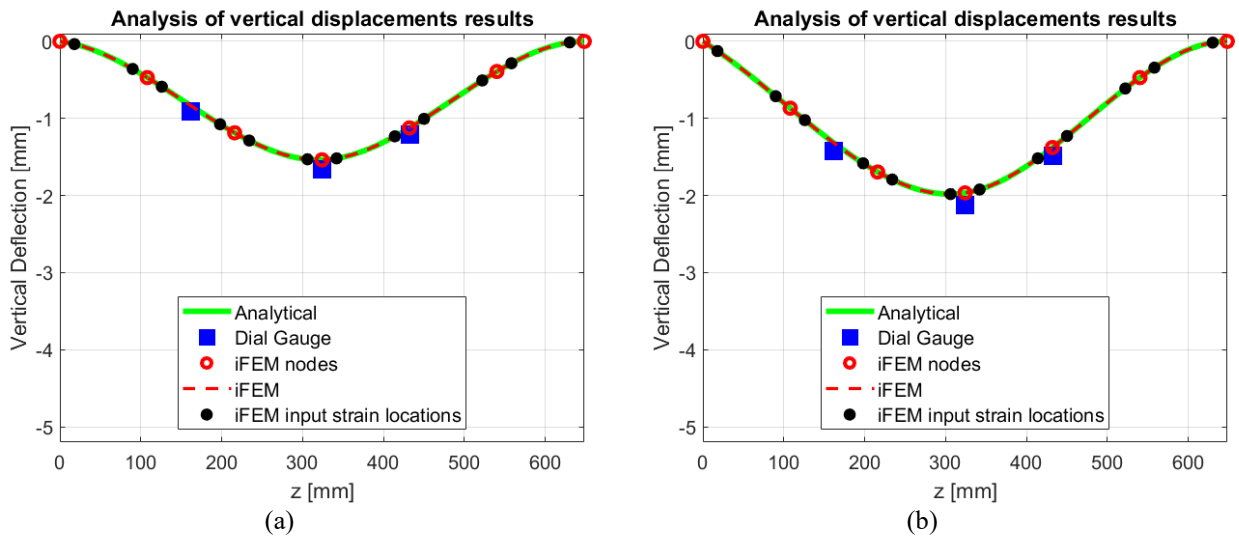 Analysis of vertical displacements results
Vertical Deflection [mm]
0
-1
-2
-3
-4
-5
Analytical
Dial Gauge
iFEM nodes
iFEM
iFEM input strain locations
0 100 200 300 400 500 600
z [mm]
(a)
Analysis of vertical displacements results
Vertical Deflection [mm]
0
-1
-2
-3
-4
-5
Analytical
Dial Gauge
iFEM nodes
iFEM
iFEM input strain locations
0 100 200 300 400 500 600
z [mm]
(b)